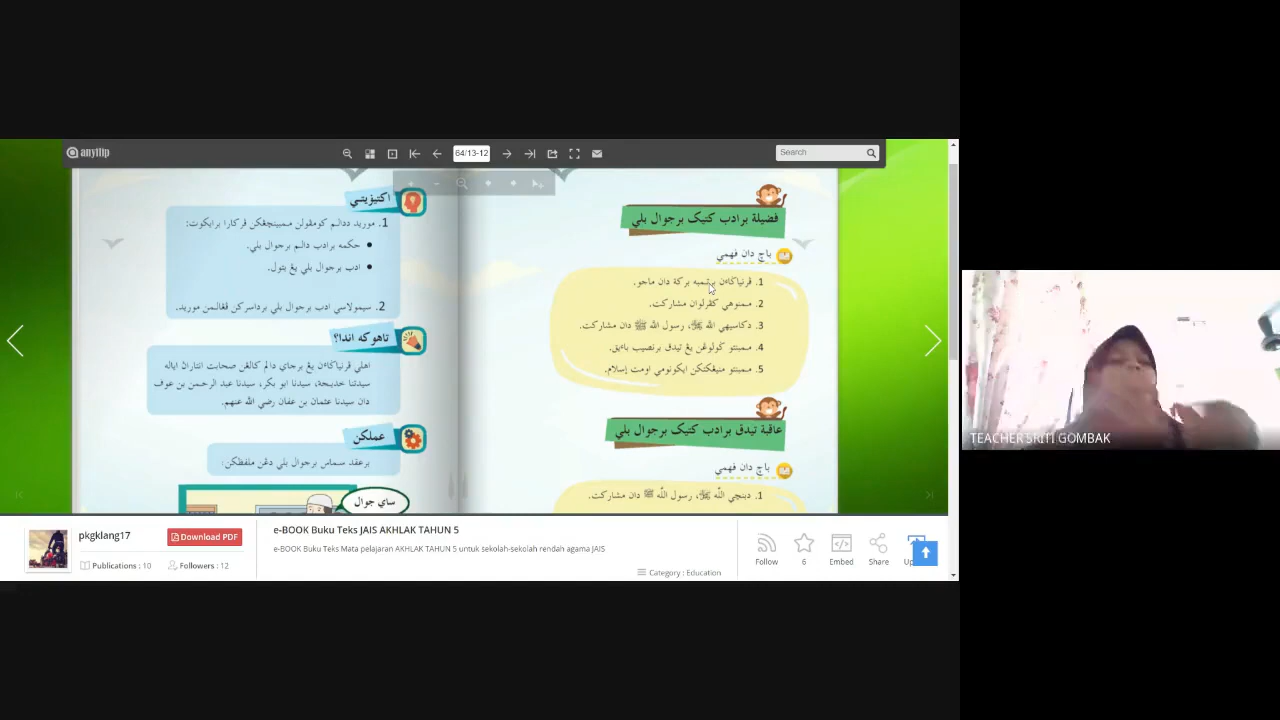 anyflip
64/13-12
Search
فضيلة برادب كتيک برجوال بلي
باچ دان فهمي
1. ڤرنياݢاءن برتمبه بركة دان ماجو.
2. ممنوهي كڤرلوان مشاركت.
3. دكاسيهي الله ﷻ، رسول الله ﷺ دان مشاركت.
4. ممبنتو ݢولوڠن يڠ تيدق برنصيب باءيق.
5. ممبنتو منيڠكتكن ايكونومي اومت إسلام.
عاقبة تيدق برادب كتيک برجوال بلي
باچ دان فهمي
1. دبنچي الله ﷻ، رسول الله ﷺ دان مشاركت.
اكتيۏيتي
1. موريد ددالم كومڤولن ممبينچڠكن ڤركارا برايكوت:
● حكمه برادب دالم برجوال بلي.
● ادب برجوال بلي يڠ بتول.
2. سيمولاسي ادب برجوال بلي برداسركن ڤڠالمن موريد.
تاهوكه اندا؟
اهلي ڤرنياݢاءن يڠ برجاي دالم كالڠن صحابت انتاراڽ اياله
سيدتنا خديجة، سيدنا ابو بكر، سيدنا عبد الرحمن بن عوف
دان سيدنا عثمان بن عفان رضي الله عنهم.
عملكن
برعقد سماس برجوال بلي دڠن ملفظكن:
ساي جوال
TEACHER SRITI GOMBAK
pkgklang17
Download PDF
Publications : 10
Followers : 12
e-BOOK Buku Teks JAIS AKHLAK TAHUN 5
e-BOOK Buku Teks Mata pelajaran AKHLAK TAHUN 5 untuk sekolah-sekolah rendah agama JAIS
Category : Education
Follow
6
Embed
Share